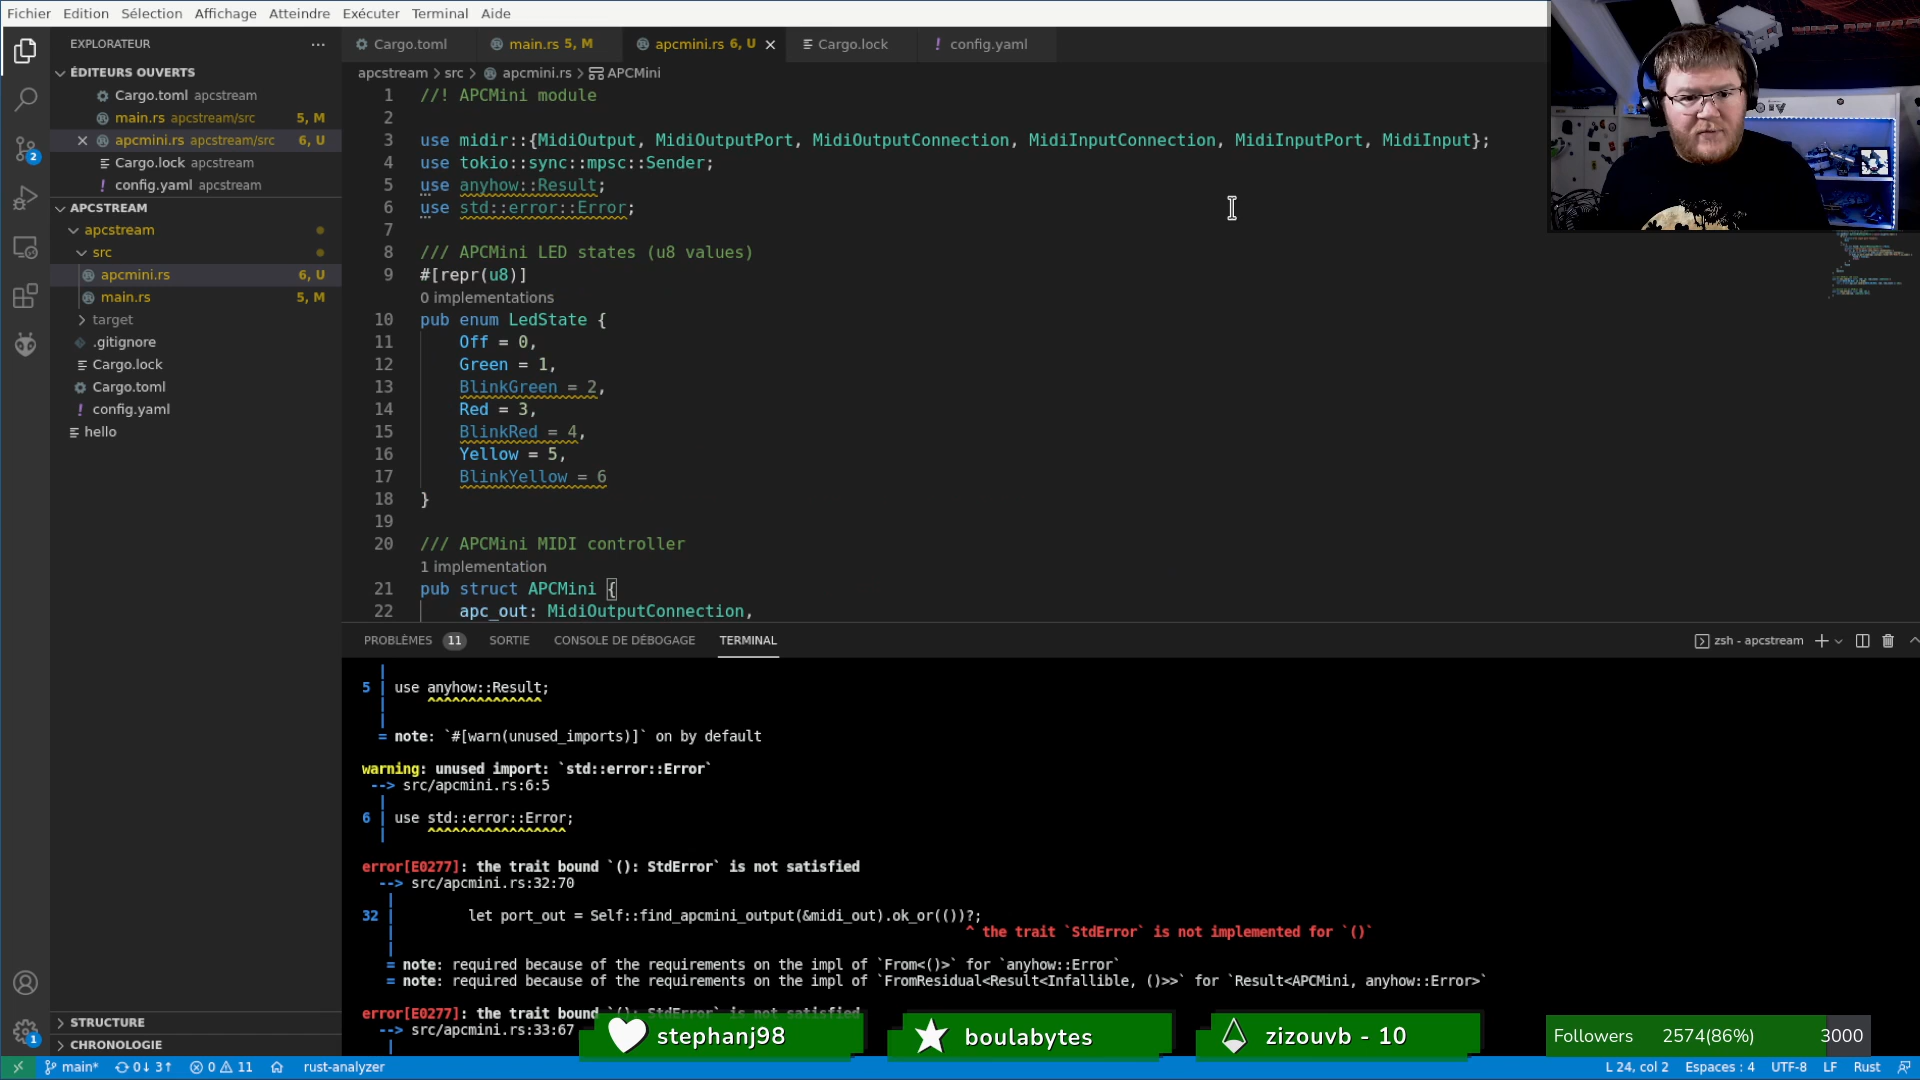 Fichier Edition Sélection Affichage Atteindre Exécuter Terminal Aide
EXPLORATEUR ···
ÉDITEURS OUVERTS
Cargo.toml apcstream
main.rs apcstream/src 5, M
apcmini.rs apcstream/src 6, U
Cargo.lock apcstream
config.yaml apcstream
APCSTREAM
apcstream
src
apcmini.rs 6, U
main.rs 5, M
target
.gitignore
Cargo.lock
Cargo.toml
config.yaml
hello
STRUCTURE
CHRONOLOGIE
Cargo.toml main.rs 5, M apcmini.rs 6, U Cargo.lock config.yaml
apcstream > src > apcmini.rs > APCMini
1 //! APCMini module
2
3 use midir::{MidiOutput, MidiOutputPort, MidiOutputConnection, MidiInputConnection, MidiInputPort, MidiInput};
4 use tokio::sync::mpsc::Sender;
5 use anyhow::Result;
6 use std::error::Error;
7
8 /// APCMini LED states (u8 values)
9 #[repr(u8)]
0 implementations
10 pub enum LedState {
11 Off = 0,
12 Green = 1,
13 BlinkGreen = 2,
14 Red = 3,
15 BlinkRed = 4,
16 Yellow = 5,
17 BlinkYellow = 6
18 }
19
20 /// APCMini MIDI controller
1 implementation
21 pub struct APCMini {
22 apc_out: MidiOutputConnection,
PROBLÈMES 11 SORTIE CONSOLE DE DÉBOGAGE TERMINAL zsh - apcstream
5 | use anyhow::Result;
| ^^^^^^^^^^^^^^
|
= note: `#[warn(unused_imports)]` on by default
warning: unused import: `std::error::Error`
--> src/apcmini.rs:6:5
|
6 | use std::error::Error;
| ^^^^^^^^^^^^^^^^^
error[E0277]: the trait bound `(): StdError` is not satisfied
--> src/apcmini.rs:32:70
|
32 | let port_out = Self::find_apcmini_output(&midi_out).ok_or(())?;
| ^ the trait `StdError` is not implemented for `()`
|
= note: required because of the requirements on the impl of `From<()>` for `anyhow::Error`
= note: required because of the requirements on the impl of `FromResidual<Result<Infallible, ()>>` for `Result<APCMini, anyhow::Error>`
error[E0277]: the trait bound `(): StdError` is not satisfied
--> src/apcmini.rs:33:67
|
stephanj98 boulabytes zizouvb - 10 Followers 2574(86%) 3000
main* 0↓ 3↑ 0 11 rust-analyzer L 24, col 2 Espaces : 4 UTF-8 LF Rust